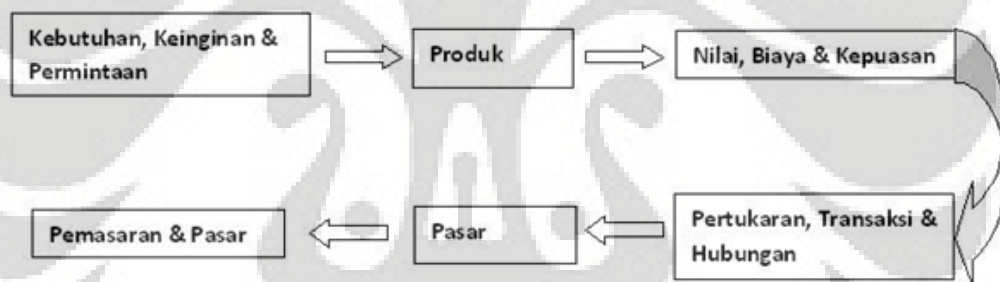 Kebutuhan, Keinginan &
Permintaan
Produk
Nilai, Biaya & Kepuasan
Pertukaran, Transaksi &
Hubungan
Pasar
Pemasaran & Pasar